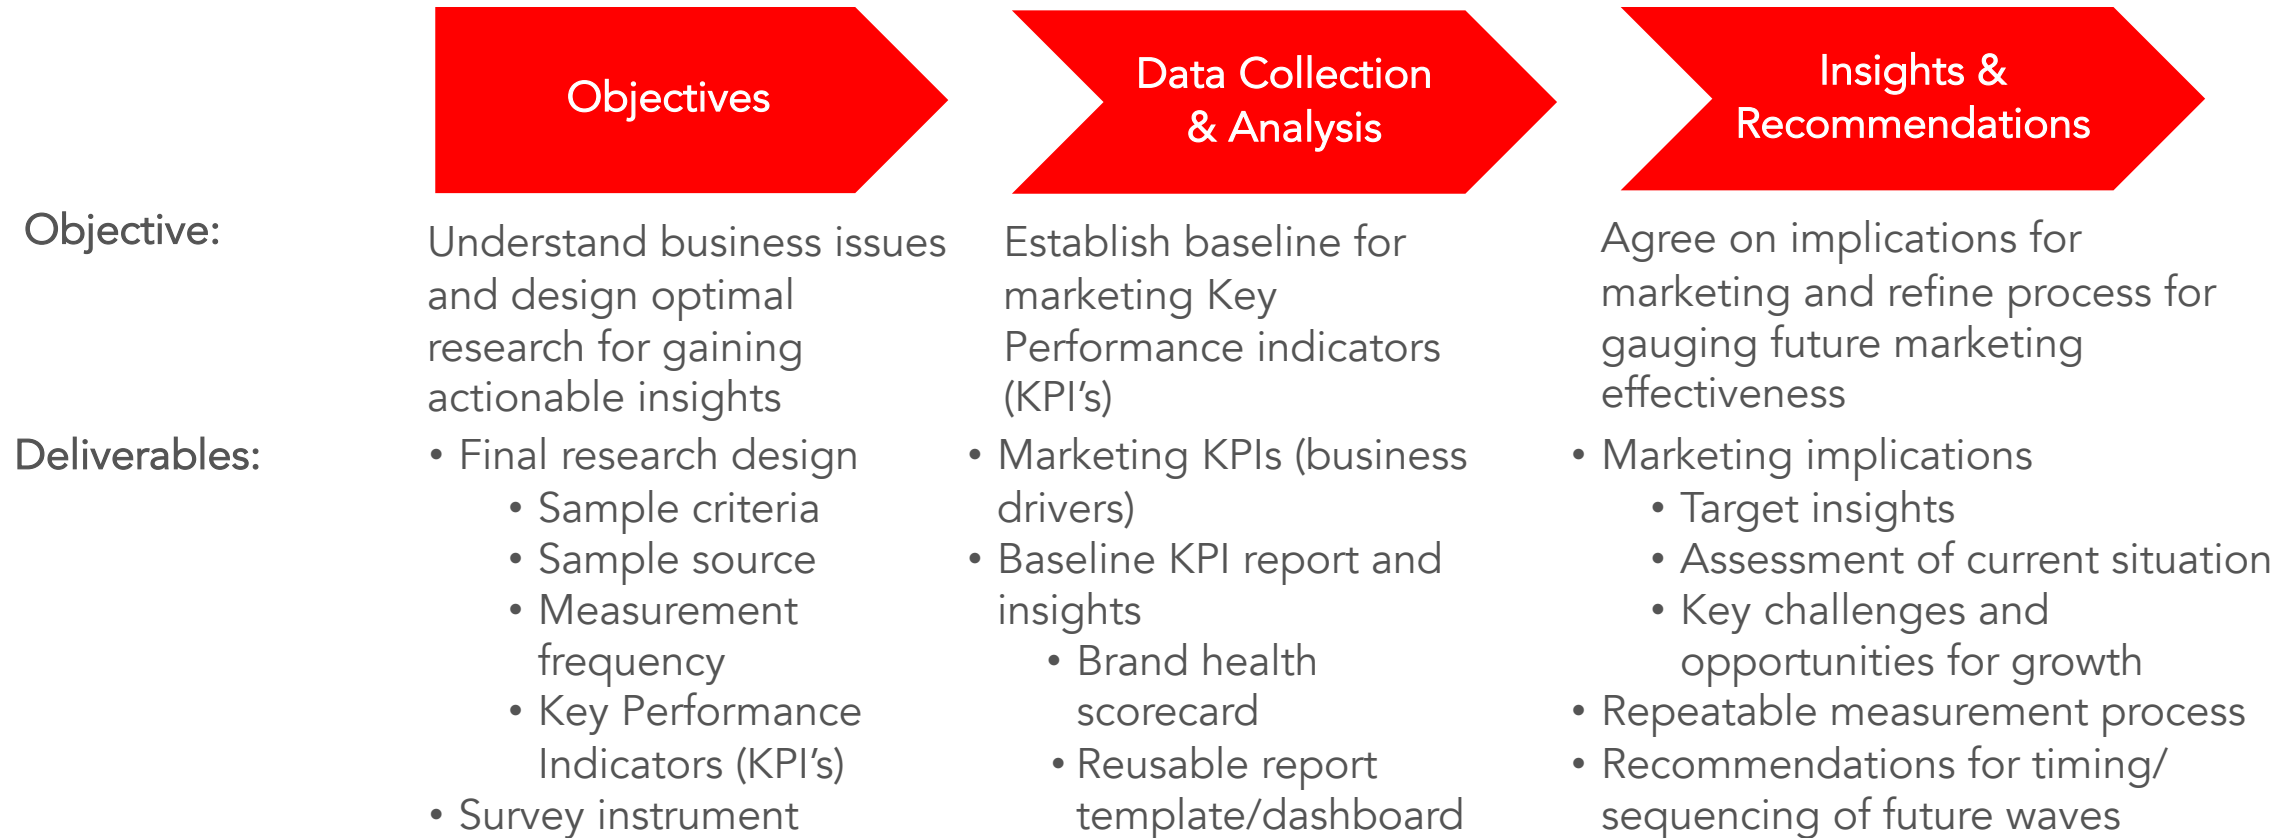 Objectives
Data Collection
& Analysis
Insights &
Recommendations
Objective:
Understand business issues
and design optimal
research for gaining
actionable insights
Establish baseline for
marketing Key
Performance indicators
(KPI’s)
Agree on implications for
marketing and refine process for
gauging future marketing
effectiveness
Deliverables:
• Final research design
• Sample criteria
• Sample source
• Measurement
frequency
• Key Performance
Indicators (KPI’s)
• Survey instrument
• Marketing KPIs (business
drivers)
• Baseline KPI report and
insights
• Brand health
scorecard
• Reusable report
template/dashboard
• Marketing implications
• Target insights
• Assessment of current situation
• Key challenges and
opportunities for growth
• Repeatable measurement process
• Recommendations for timing/
sequencing of future waves